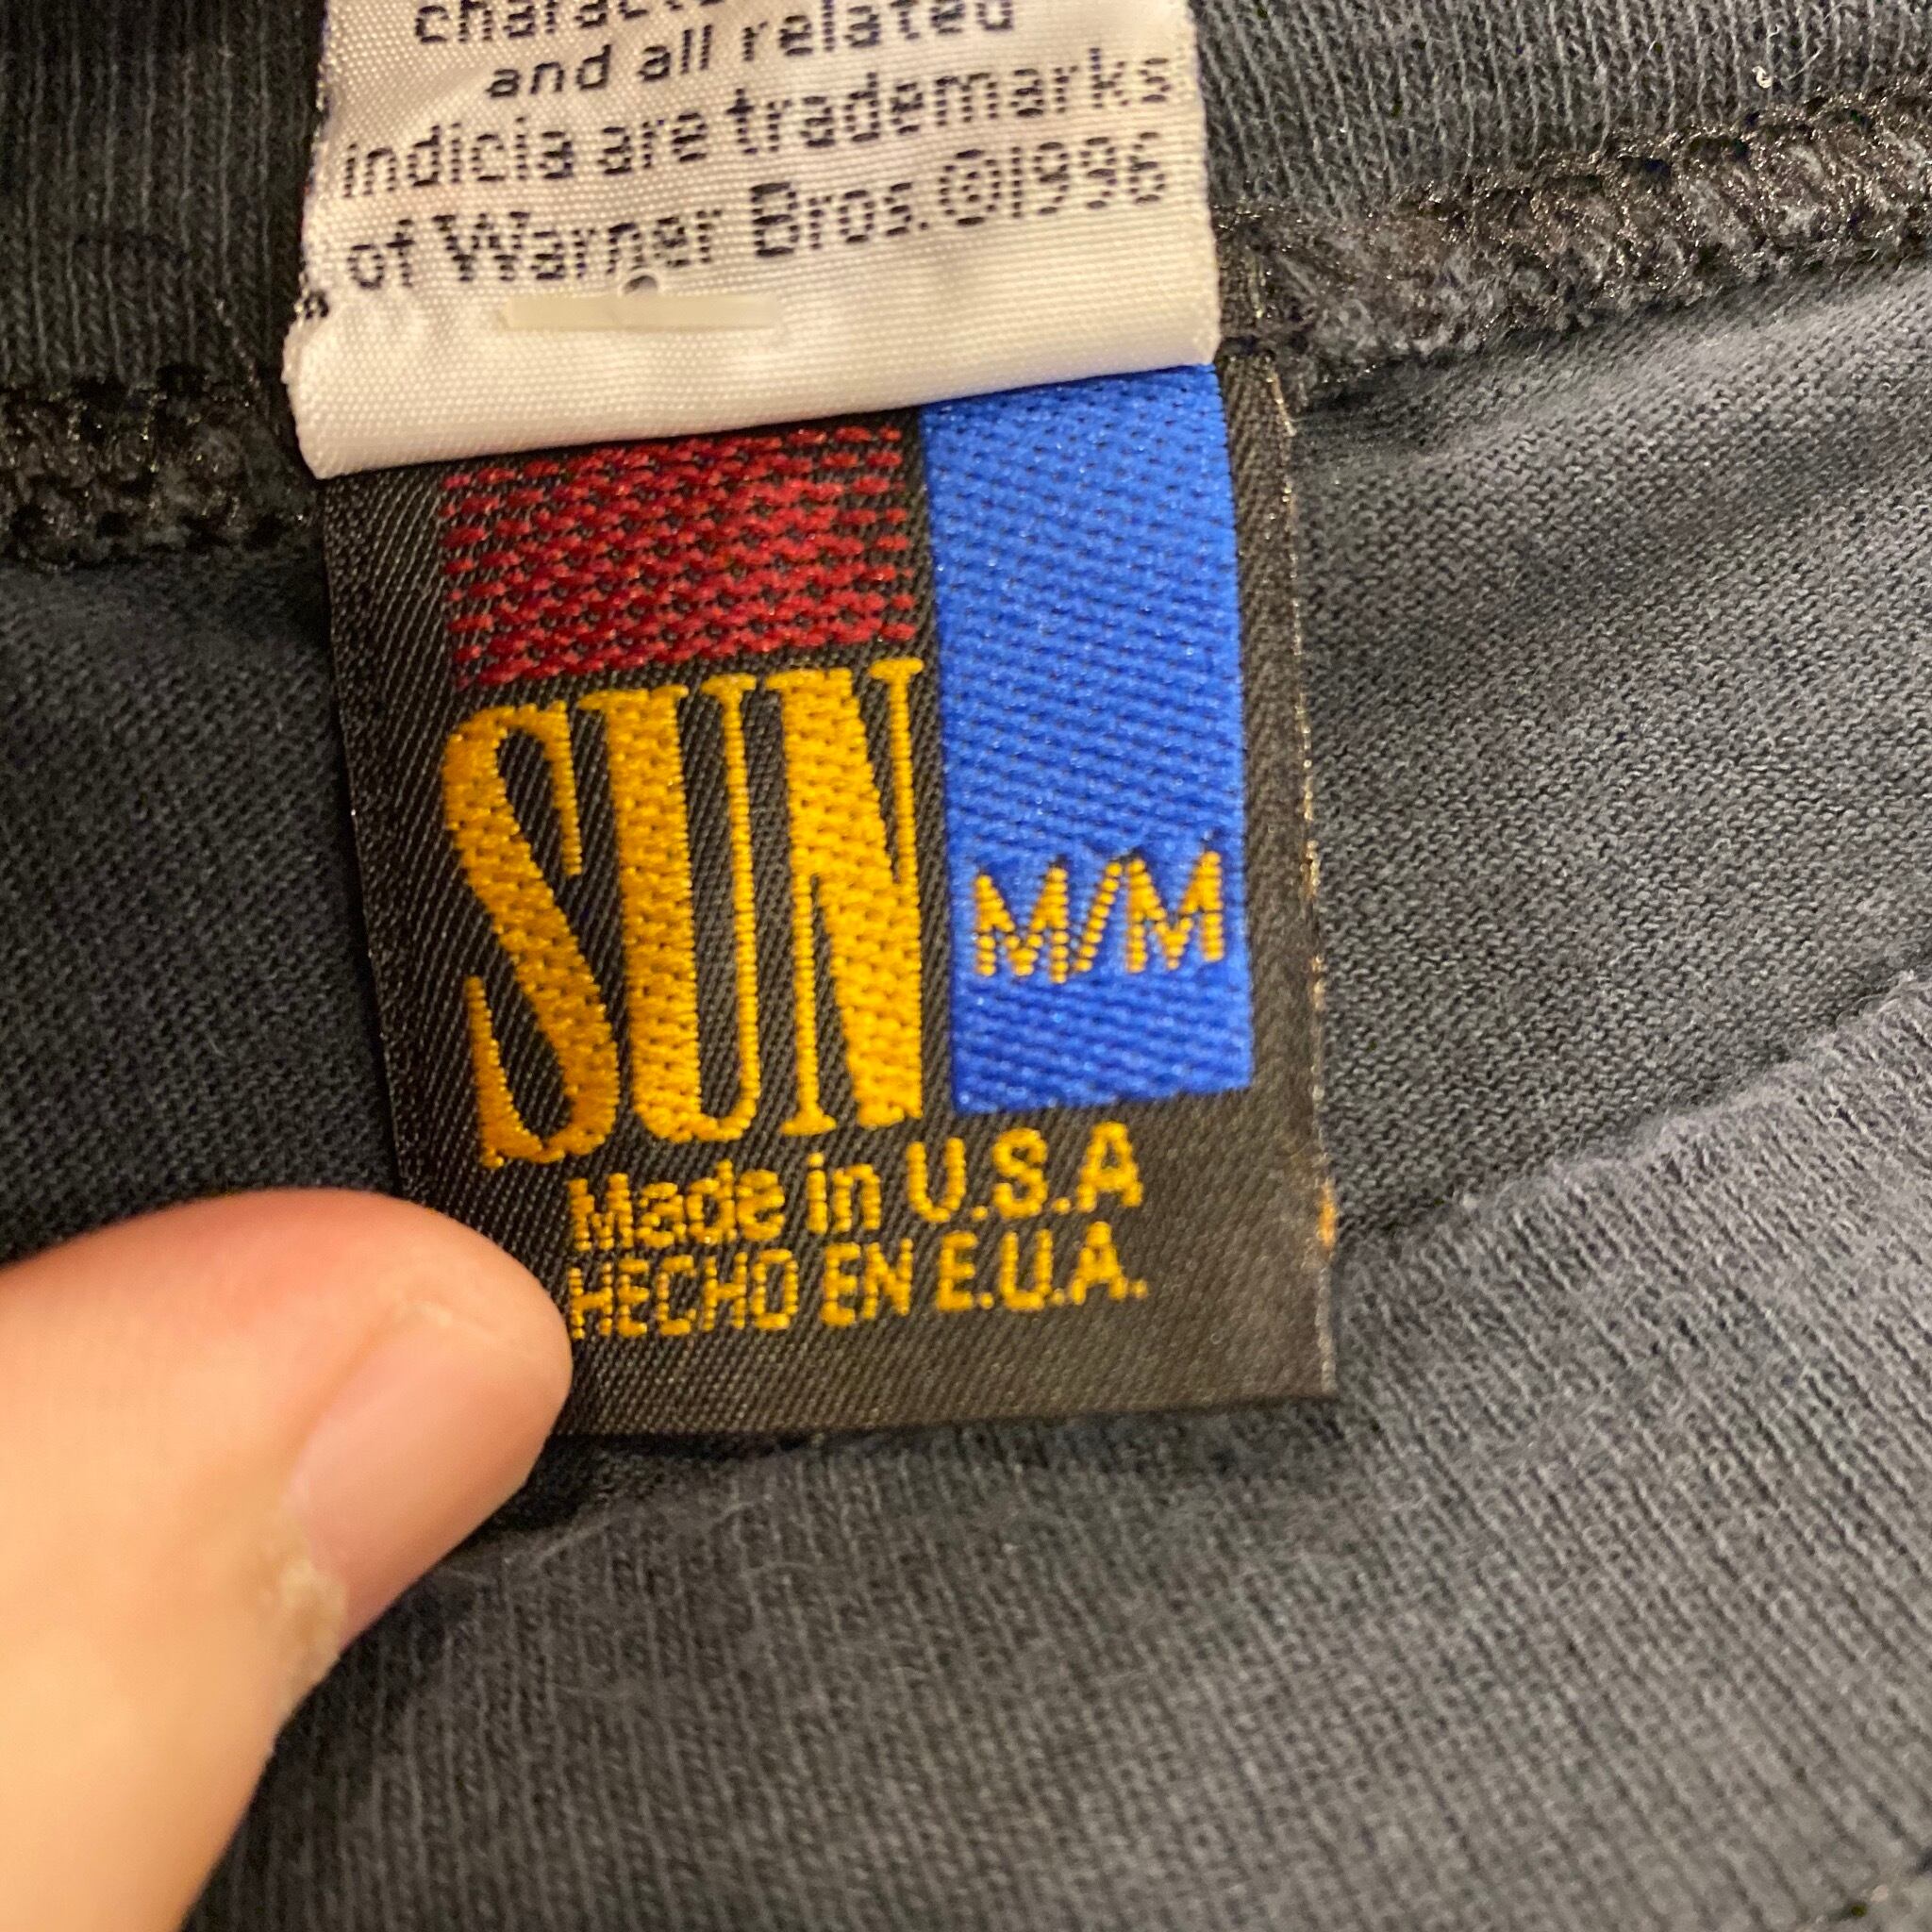 and all related
indicia are trademarks
of Warner Bros.©1996
SUN
M/M
Made in U.S.A
HECHO EN E.U.A.